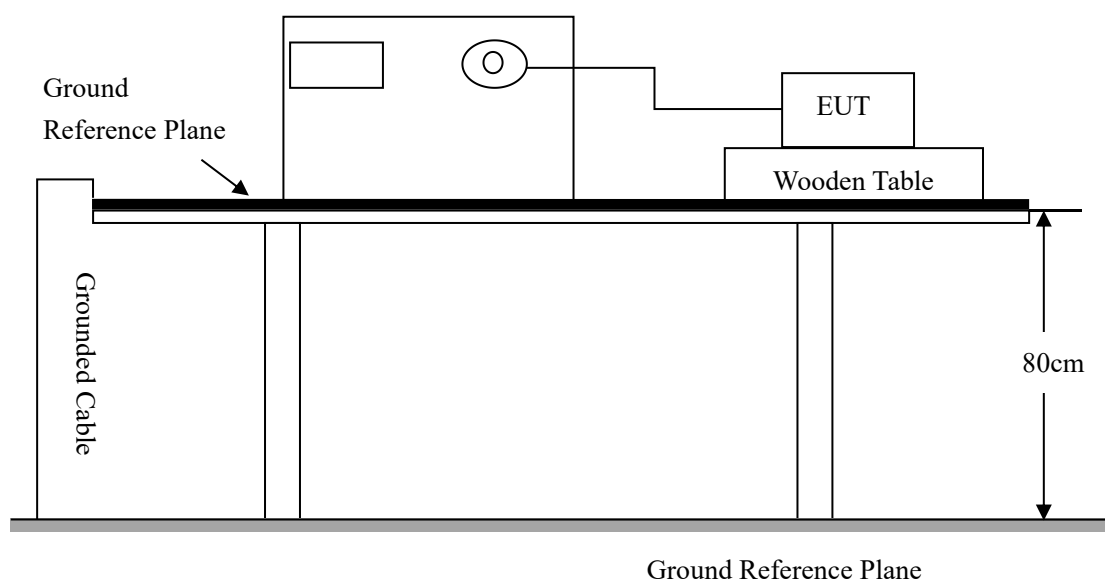 Ground
Reference Plane
EUT
Wooden Table
Grounded Cable
80cm
Ground Reference Plane